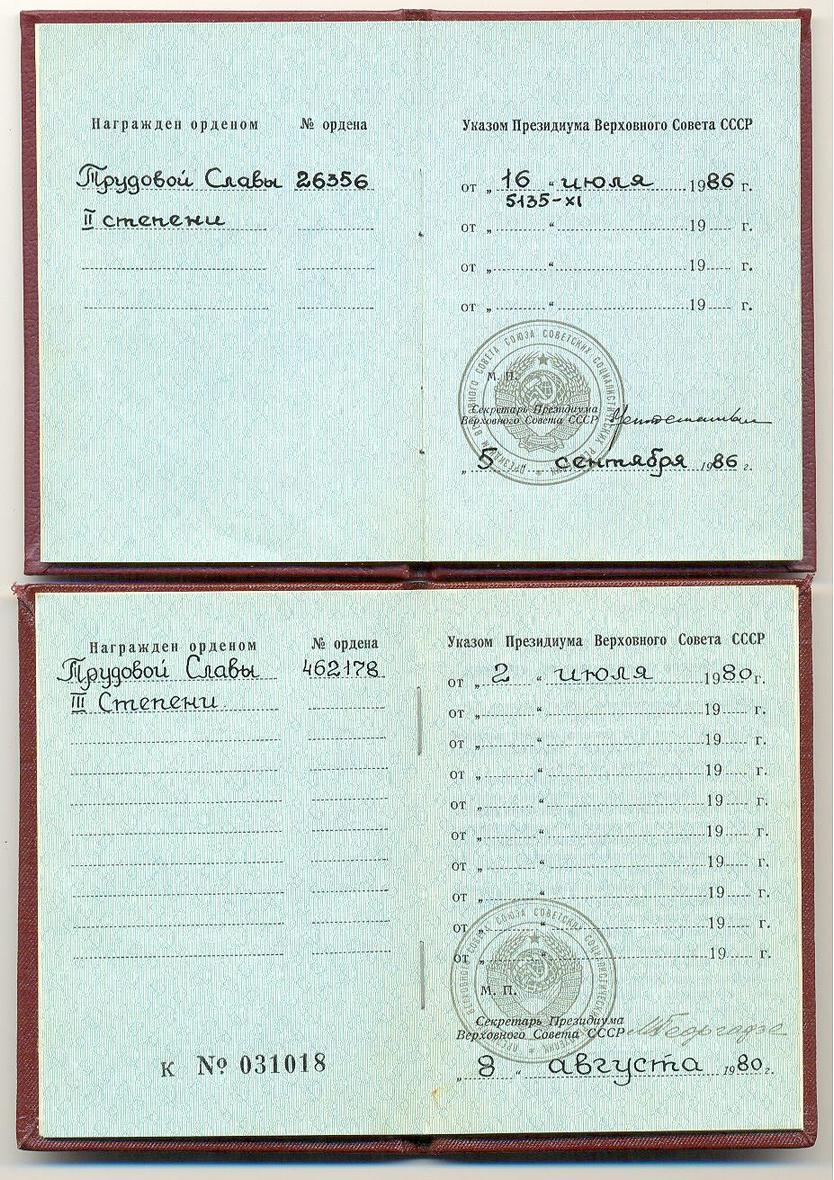 Награжден орденом № ордена
Трудовой Славы 26356
II степени
Указом Президиума Верховного Совета СССР
от „ 16 “ июля 1986 г.
5135-XI
от „ “ 19 г.
от „ “ 19 г.
от „ “ 19 г.
М. П.
Секретарь Президиума
Верховного Совета СССР
„ 5 сентября 1986 г.
Награжден орденом № ордена
Трудовой Славы 462178
III Степени
К № 031018
Указом Президиума Верховного Совета СССР
от „ 2 “ июля 1980 г.
от „ “ 19 г.
от „ “ 19 г.
от „ “ 19 г.
от „ “ 19 г.
от „ “ 19 г.
от „ “ 19 г.
от „ “ 19 г.
от „ “ 19 г.
от „ “ 19 г.
М. П.
Секретарь Президиума
Верховного Совета СССР МГеоргадзе
„ 8 “ августа 1980 г.